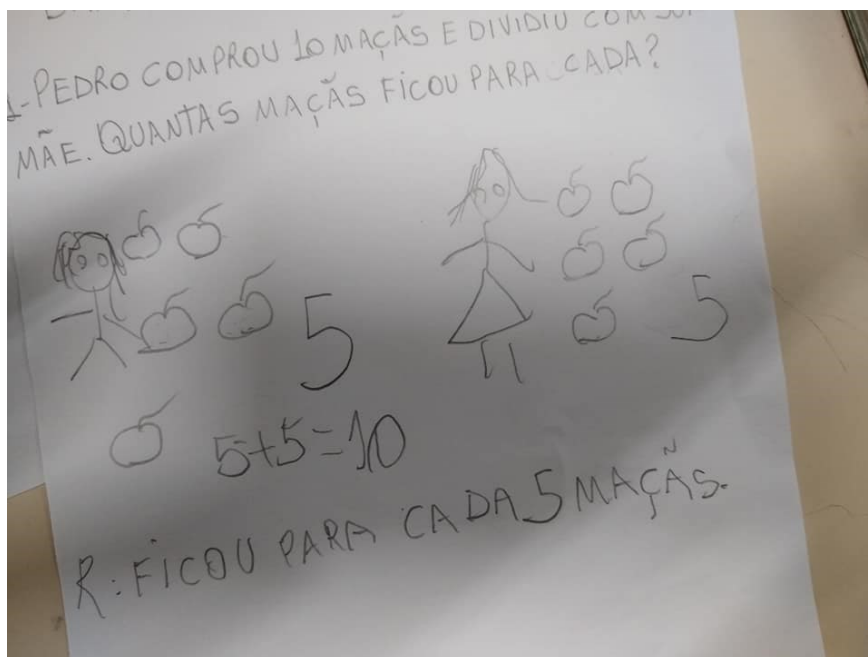 1-PEDRO COMPROU 10 MAÇÃS E DIVIDIU COM
MÃE. QUANTAS MAÇÃS FICOU PARA CADA?
5
5
5+5=10
R: FICOU PARA CADA 5 MAÇÃS.